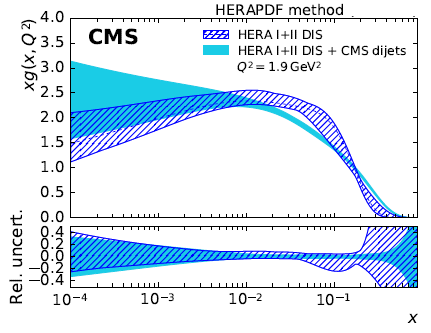 HERAPDF method
CMS
HERA I+II DIS
HERA I+II DIS + CMS dijets
Q² = 1.9 GeV²
xg(x, Q²)
4.0
3.5
3.0
2.5
2.0
1.5
1.0
0.5
0.0
Rel. uncert.
0.4
0.2
0.0
−
−0.4
10⁻⁴ 10⁻³ 10⁻² 10⁻¹
x